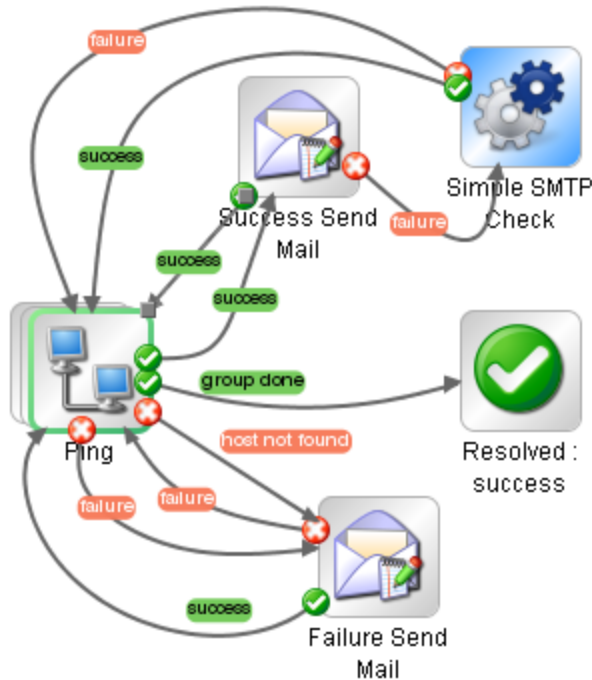 failure
success
Simple SMTP
Check
failure
Success Send
Mail
success
success
group done
Ping
host not found
Resolved :
success
failure
failure
success
Failure Send
Mail